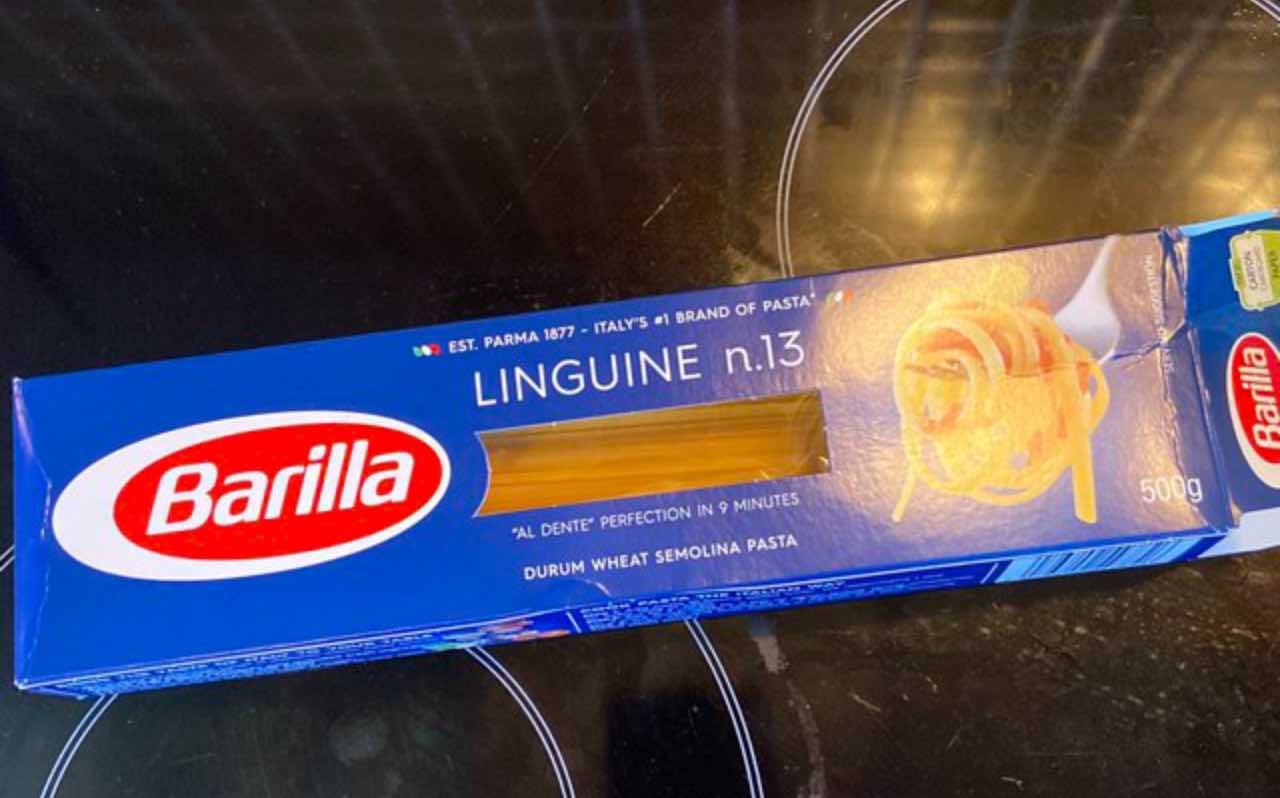 EST. PARMA 1877 - ITALY'S #1 BRAND OF PASTA*
LINGUINE n.13
Barilla
"AL DENTE" PERFECTION IN 9 MINUTES
DURUM WHEAT SEMOLINA PASTA
500g
Barilla
CARTON